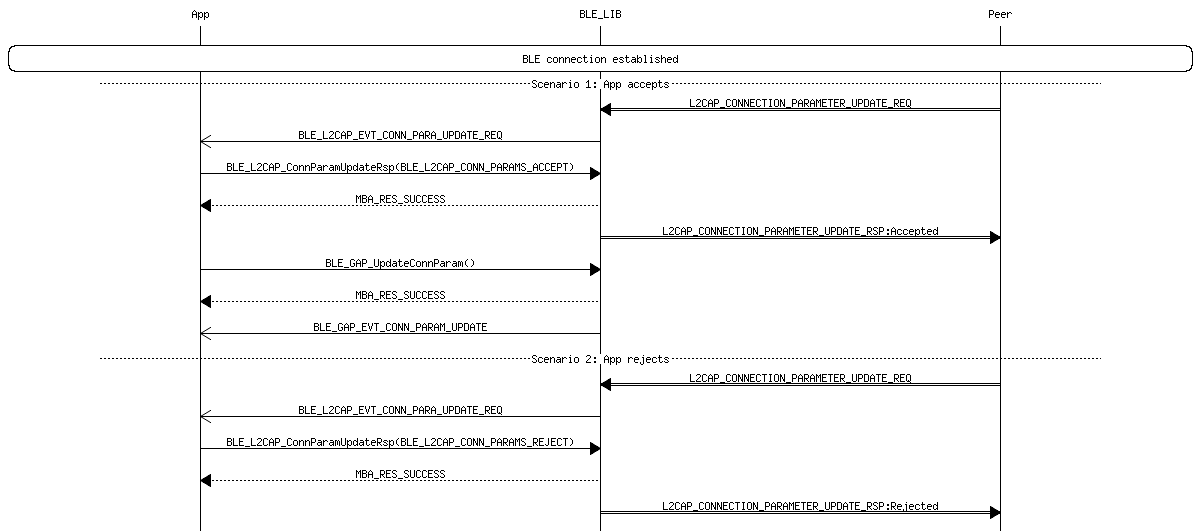 App BLE_LIB Peer
BLE connection established
Scenario 1: App accepts
L2CAP_CONNECTION_PARAMETER_UPDATE_REQ
BLE_L2CAP_EVT_CONN_PARA_UPDATE_REQ
BLE_L2CAP_ConnParamUpdateRsp(BLE_L2CAP_CONN_PARAMS_ACCEPT)
MBA_RES_SUCCESS
L2CAP_CONNECTION_PARAMETER_UPDATE_RSP:Accepted
BLE_GAP_UpdateConnParam()
MBA_RES_SUCCESS
BLE_GAP_EVT_CONN_PARAM_UPDATE
Scenario 2: App rejects
L2CAP_CONNECTION_PARAMETER_UPDATE_REQ
BLE_L2CAP_EVT_CONN_PARA_UPDATE_REQ
BLE_L2CAP_ConnParamUpdateRsp(BLE_L2CAP_CONN_PARAMS_REJECT)
MBA_RES_SUCCESS
L2CAP_CONNECTION_PARAMETER_UPDATE_RSP:Rejected